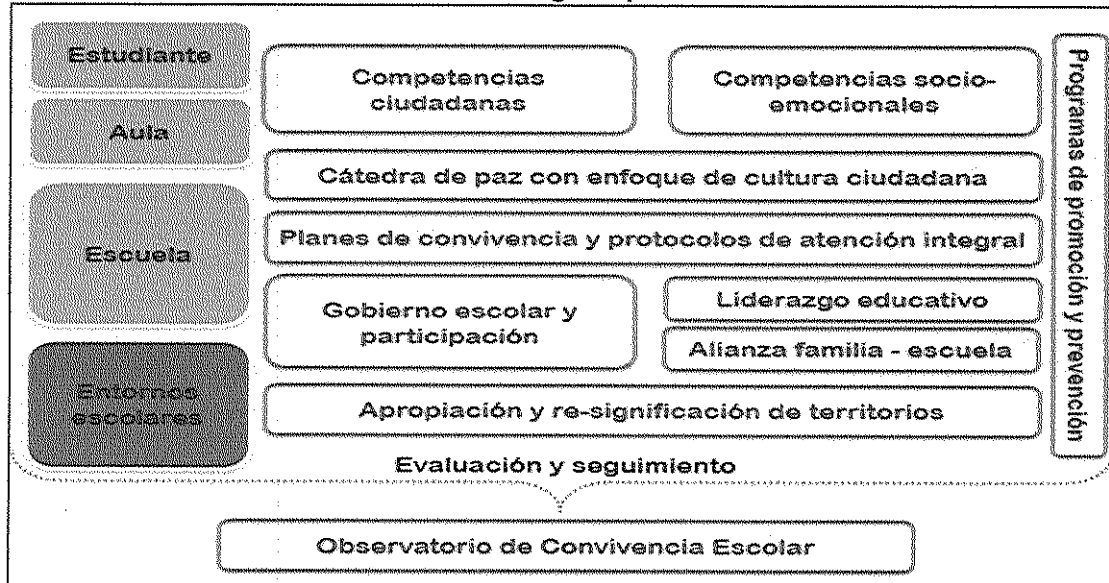 Estudiante
Aula
Escuela
Entornos
escolares
Competencias
ciudadanas
Competencias socio-
emocionales
Cátedra de paz con enfoque de cultura ciudadana
Planes de convivencia y protocolos de atención integral
Gobierno escolar y
participación
Liderazgo educativo
Alianza familia - escuela
Apropiación y re-significación de territorios
Programas de promoción y prevención
Evaluación y seguimiento
Observatorio de Convivencia Escolar